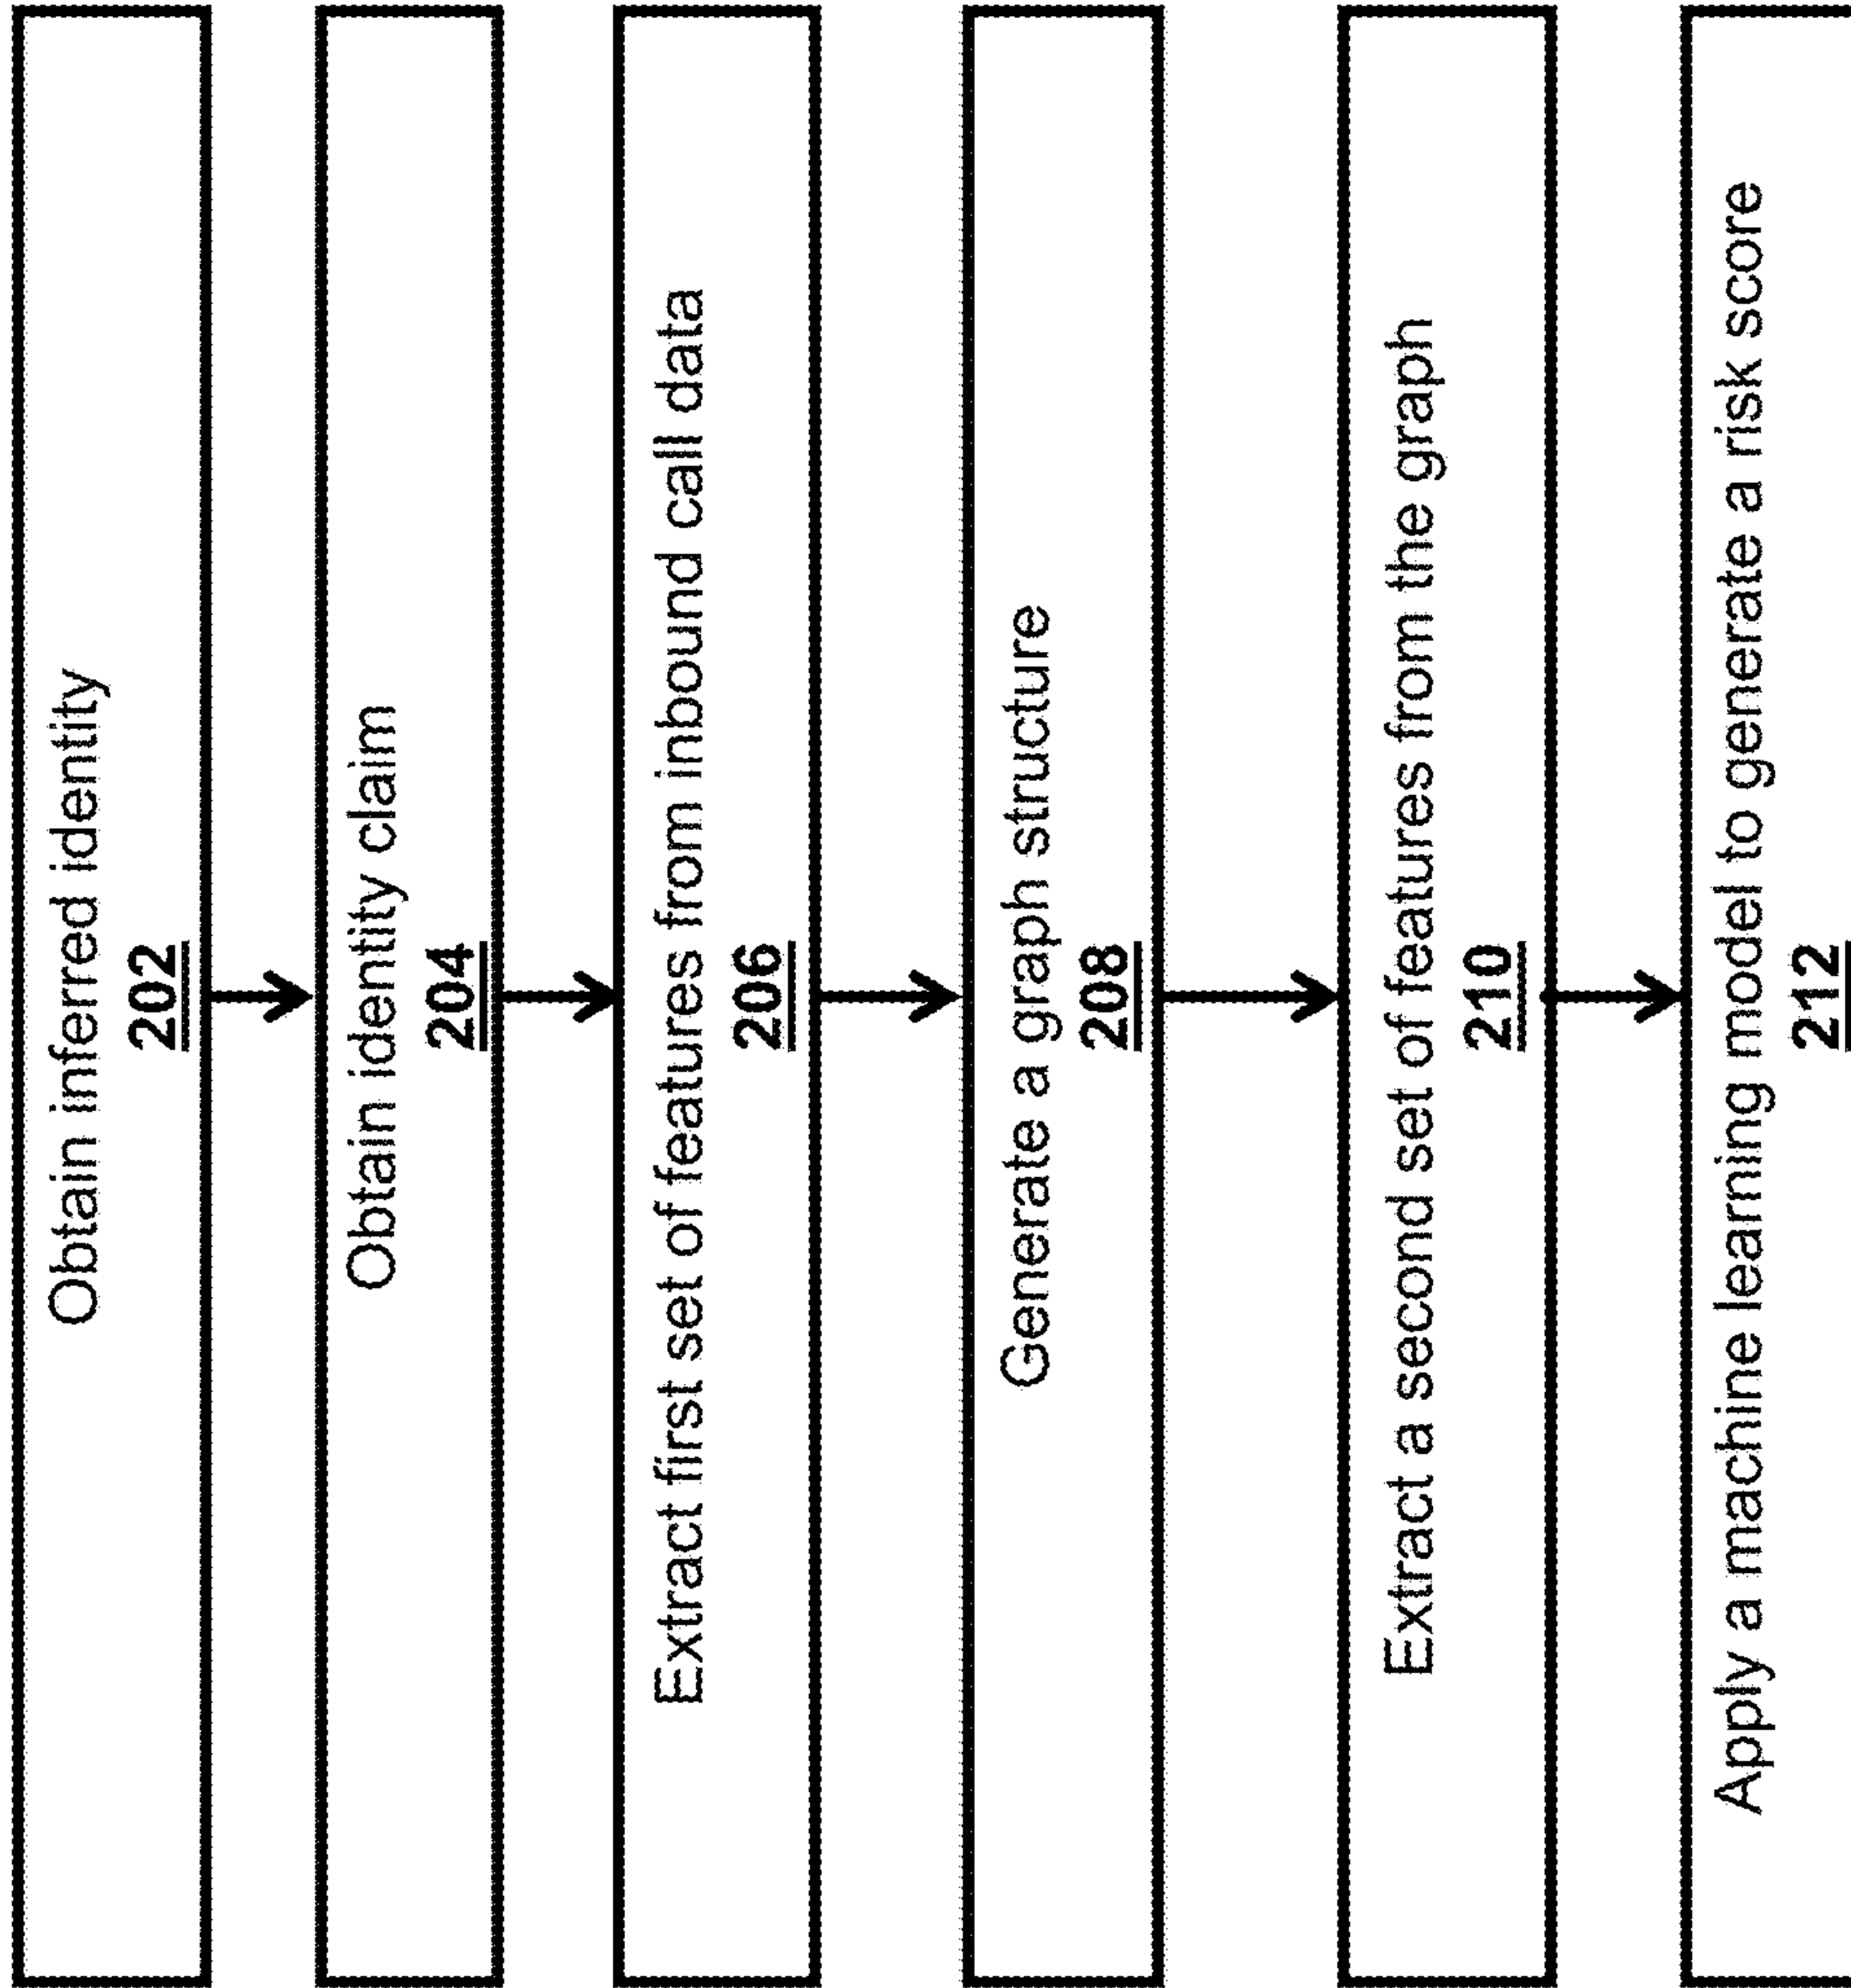 Obtain inferred identity
202
Obtain identity claim
204
Extract first set of features from inbound call data
206
Generate a graph structure
208
Extract a second set of features from the graph
210
Apply a machine learning model to generate a risk score
212